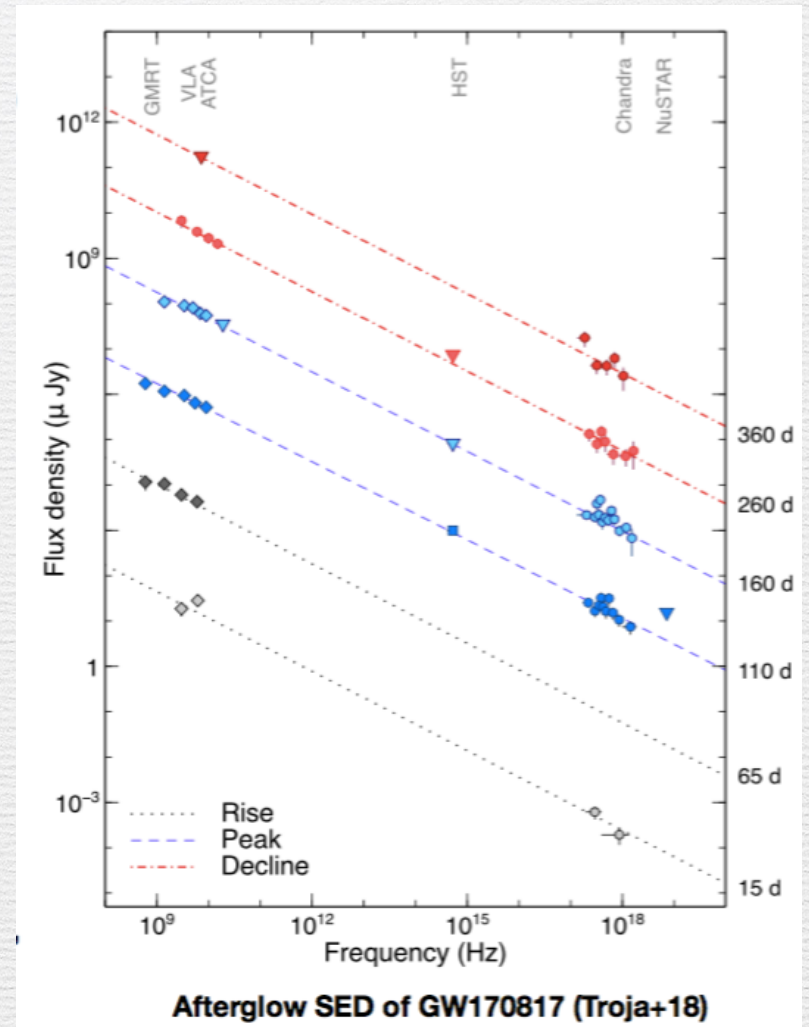 GMRT
VLA
ATCA
HST
Chandra
NuSTAR
10¹²
10⁹
1
10⁻³
Flux density (μ Jy)
360 d
260 d
160 d
110 d
65 d
15 d
Rise
Peak
Decline
10⁹ 10¹² 10¹⁵ 10¹⁸
Frequency (Hz)
Afterglow SED of GW170817 (Troja+18)